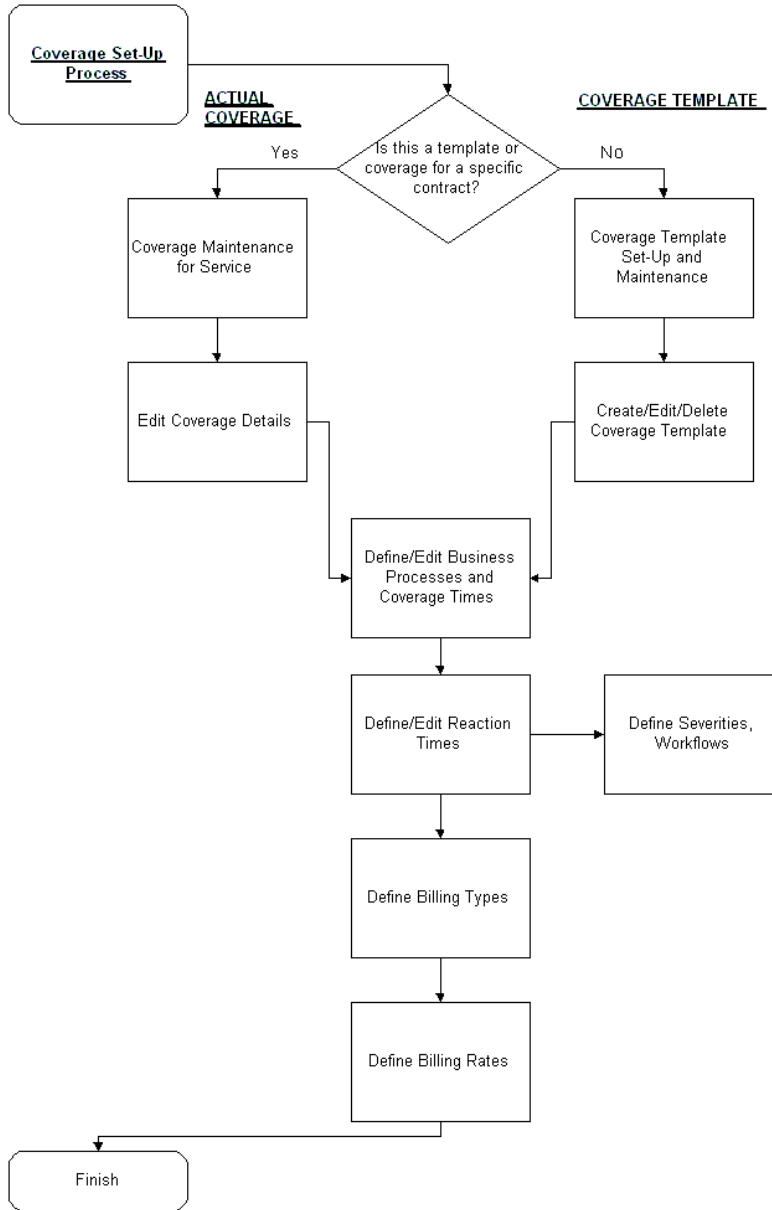 Coverage Set-Up
Process
ACTUAL
COVERAGE
COVERAGE TEMPLATE
Is this a template or
coverage for a specific
contract?
Yes
No
Coverage Maintenance
for Service
Coverage Template
Set-Up and
Maintenance
Edit Coverage Details
Create/Edit/Delete
Coverage Template
Define/Edit Business
Processes and
Coverage Times
Define/Edit Reaction
Times
Define Severities,
Workflows
Define Billing Types
Define Billing Rates
Finish